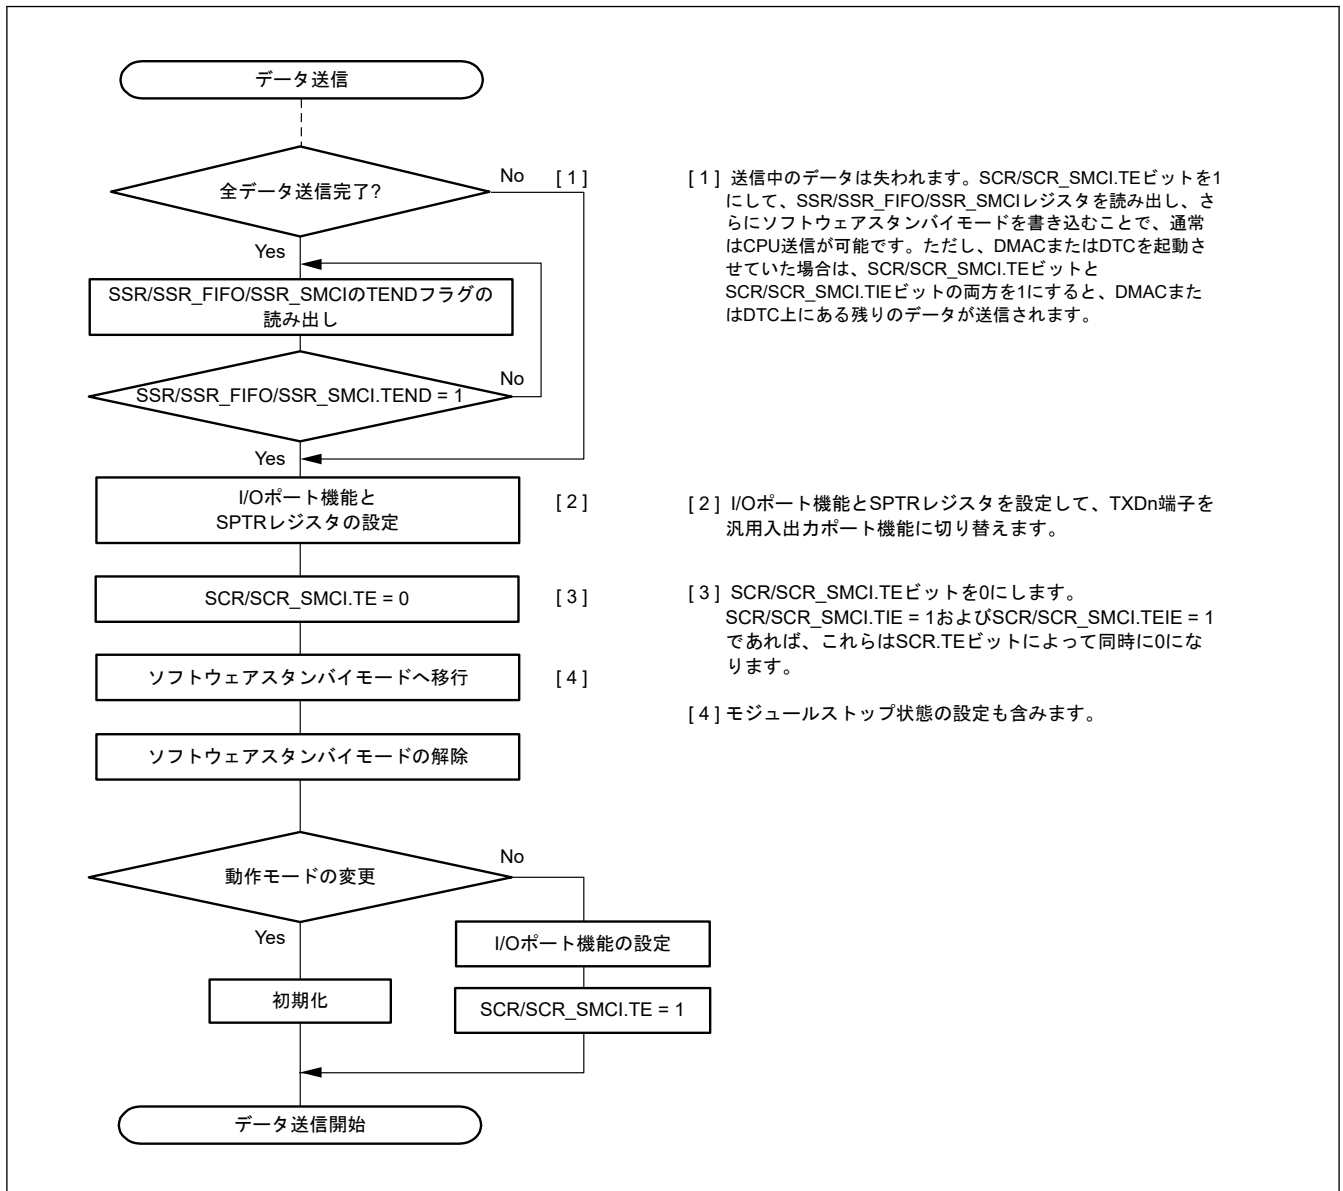 データ送信
全データ送信完了?
No
[ 1 ]
Yes
SSR/SSR_FIFO/SSR_SMCIのTENDフラグの
読み出し
SSR/SSR_FIFO/SSR_SMCI.TEND = 1
No
Yes
I/Oポート機能と
SPTRレジスタの設定
[ 2 ]
SCR/SCR_SMCI.TE = 0
[ 3 ]
ソフトウェアスタンバイモードへ移行
[ 4 ]
ソフトウェアスタンバイモードの解除
動作モードの変更
No
Yes
I/Oポート機能の設定
初期化
SCR/SCR_SMCI.TE = 1
データ送信開始
[ 1 ] 送信中のデータは失われます。SCR/SCR_SMCI.TEビットを1
にして、SSR/SSR_FIFO/SSR_SMCIレジスタを読み出し、さ
らにソフトウェアスタンバイモードを書き込むことで、通常
はCPU送信が可能です。ただし、DMACまたはDTCを起動さ
せていた場合は、SCR/SCR_SMCI.TEビットと
SCR/SCR_SMCI.TIEビットの両方を1にすると、DMACまた
はDTC上にある残りのデータが送信されます。
[ 2 ] I/Oポート機能とSPTRレジスタを設定して、TXDn端子を
汎用入出力ポート機能に切り替えます。
[ 3 ] SCR/SCR_SMCI.TEビットを0にします。
SCR/SCR_SMCI.TIE = 1およびSCR/SCR_SMCI.TEIE = 1
であれば、これらはSCR.TEビットによって同時に0にな
ります。
[ 4 ] モジュールストップ状態の設定も含みます。